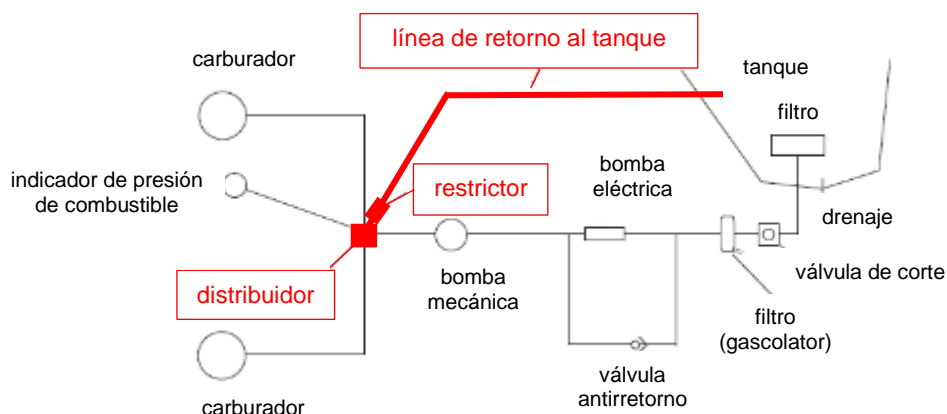 línea de retorno al tanque
carburador
tanque
filtro
bomba
eléctrica
indicador de presión
de combustible
restrictor
drenaje
distribuidor
bomba
mecánica
válvula de corte
filtro
(gascolator)
válvula
antirretorno
carburador